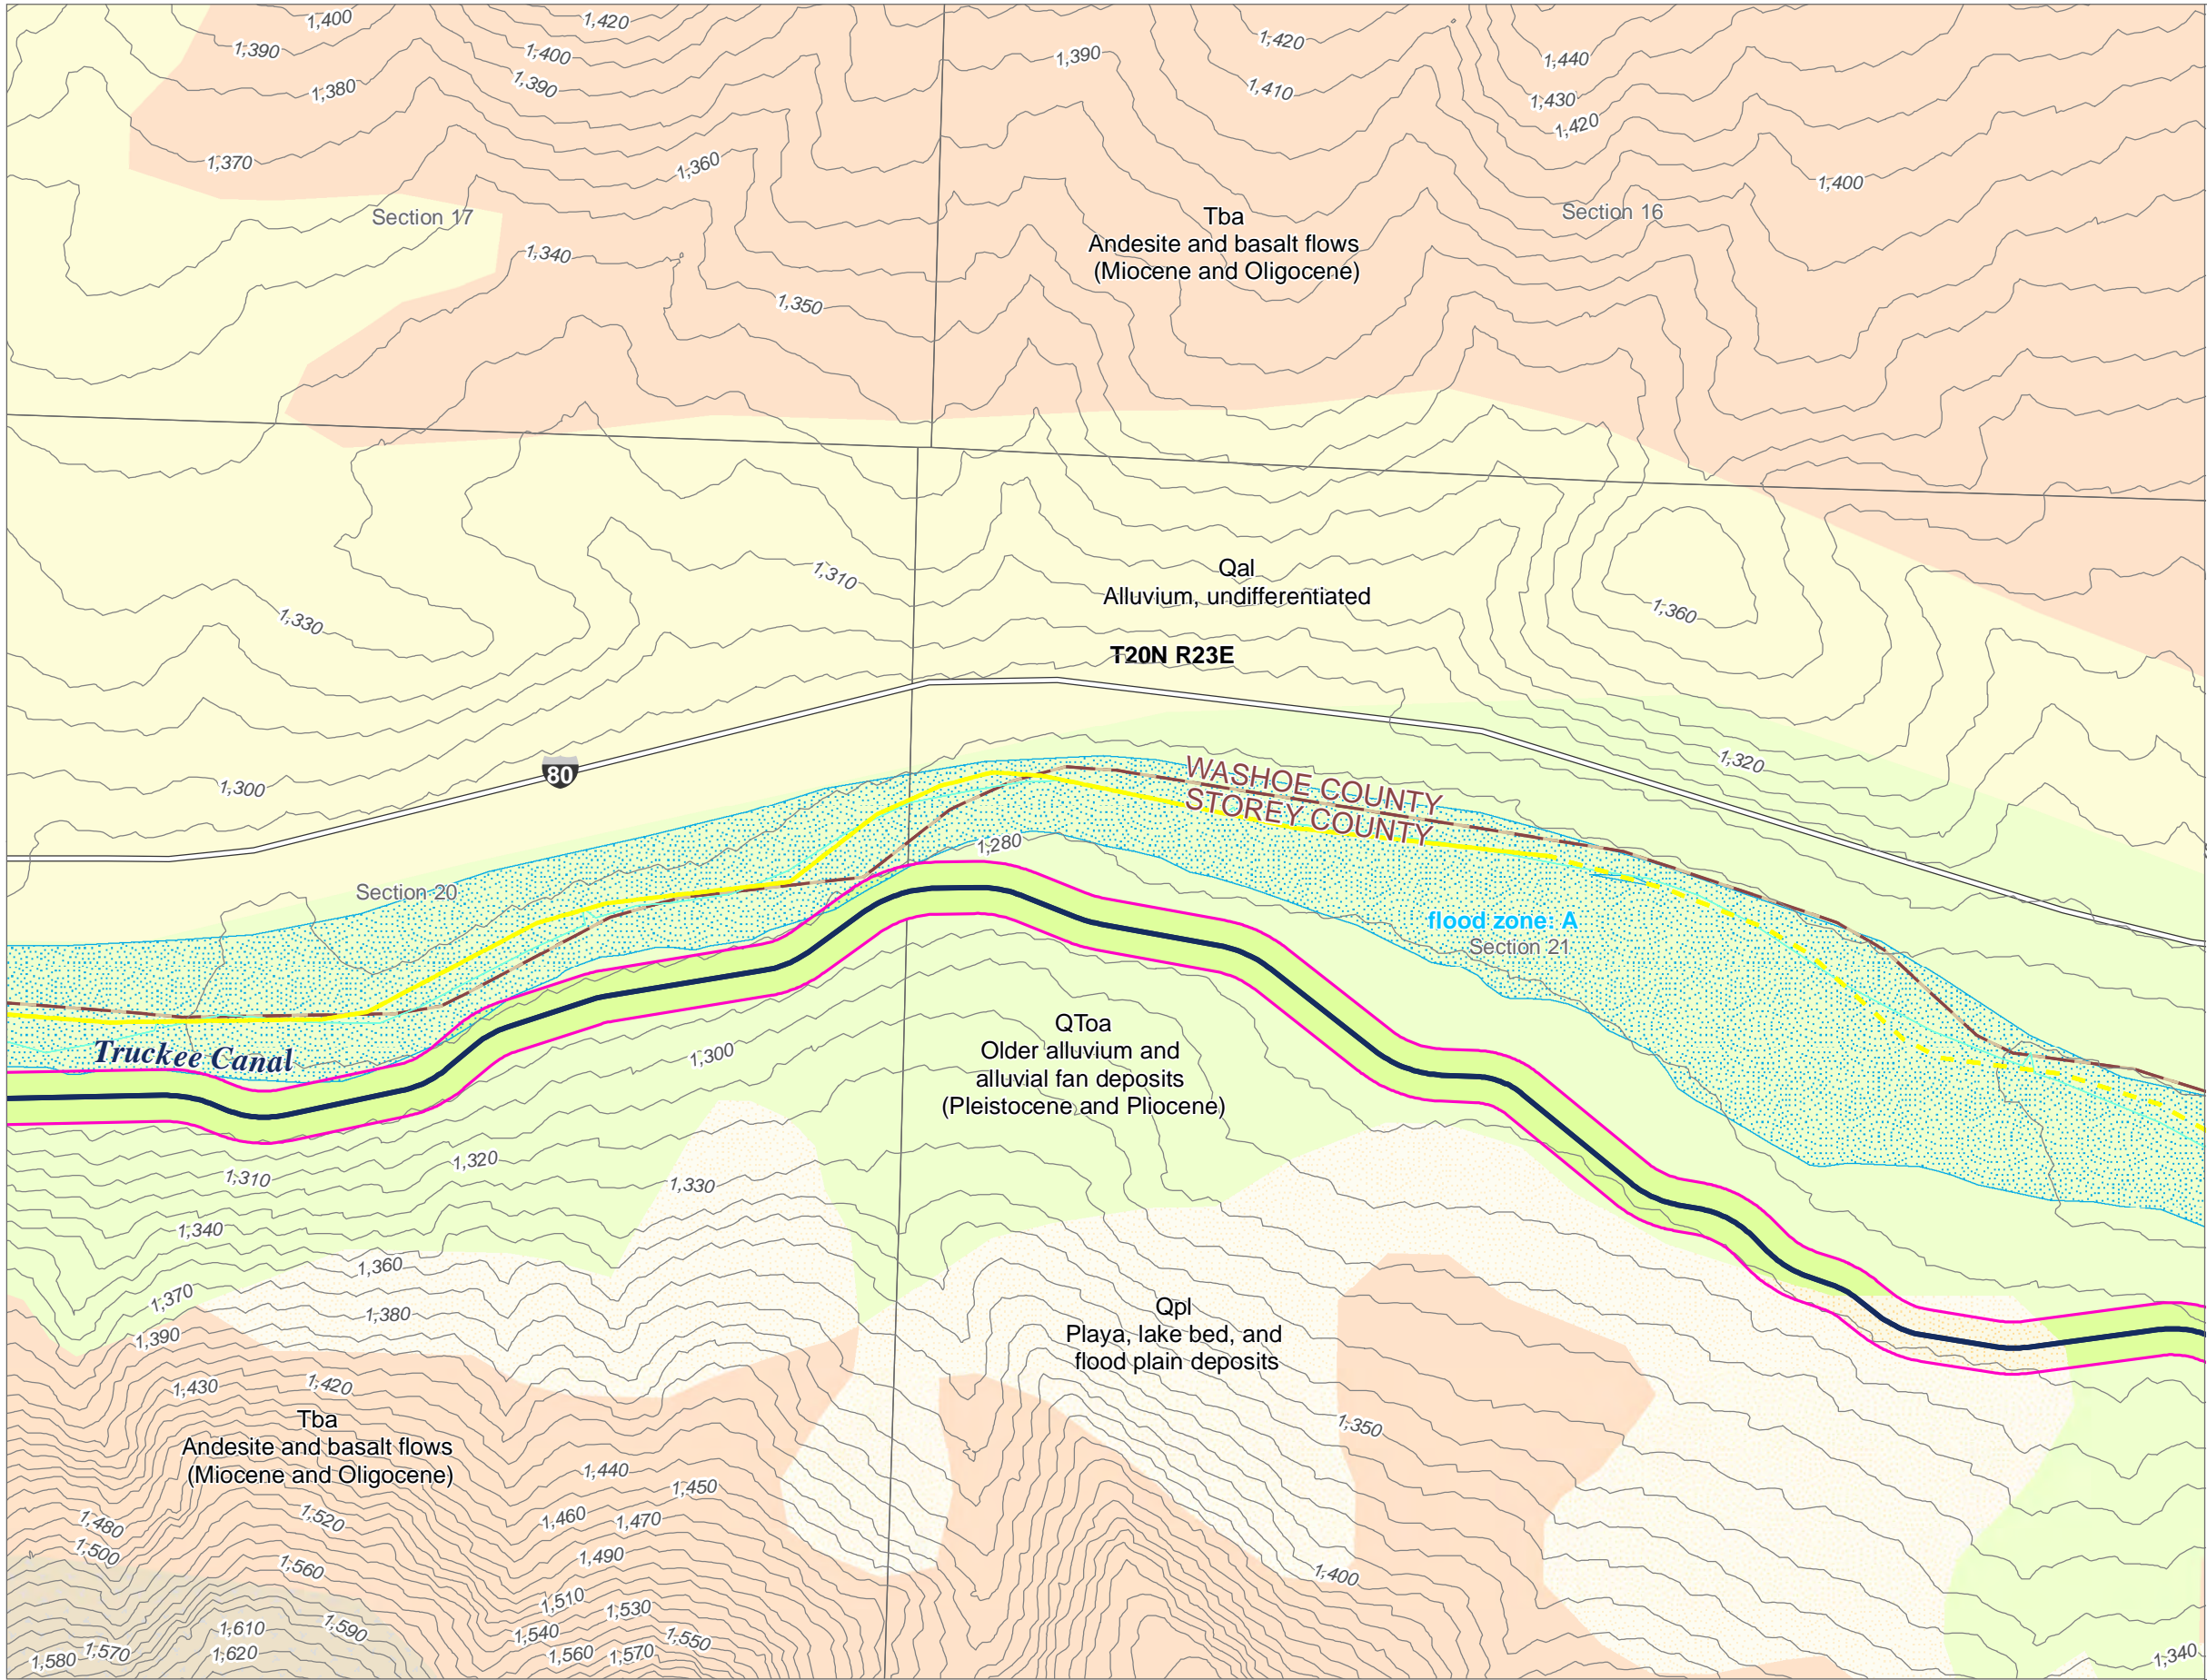 1,400
1,420
1,390
1,400
1,380
1,390
1,390
1,420
1,410
1,440
1,430
1,420
1,370
1,360
1,400
Section 17
Section 16
Tba
Andesite and basalt flows
(Miocene and Oligocene)
1,340
1,350
Qal
Alluvium, undifferentiated
1,310
1,330
1,360
T20N R23E
1,320
80
1,300
WASHOE COUNTY
STOREY COUNTY
1,280
Section 20
flood zone: A
Section 21
Truckee Canal
QToa
Older alluvium and
alluvial fan deposits
(Pleistocene and Pliocene)
1,300
1,320
1,310
1,330
1,340
1,360
1,370
1,380
1,390
Qpl
Playa, lake bed, and
flood plain deposits
1,430
1,420
Tba
Andesite and basalt flows
(Miocene and Oligocene)
1,350
1,440
1,450
1,480
1,520
1,460
1,470
1,500
1,490
1,560
1,400
1,510
1,530
1,610
1,590
1,540
1,550
1,580
1,570
1,620
1,560
1,570
1,340